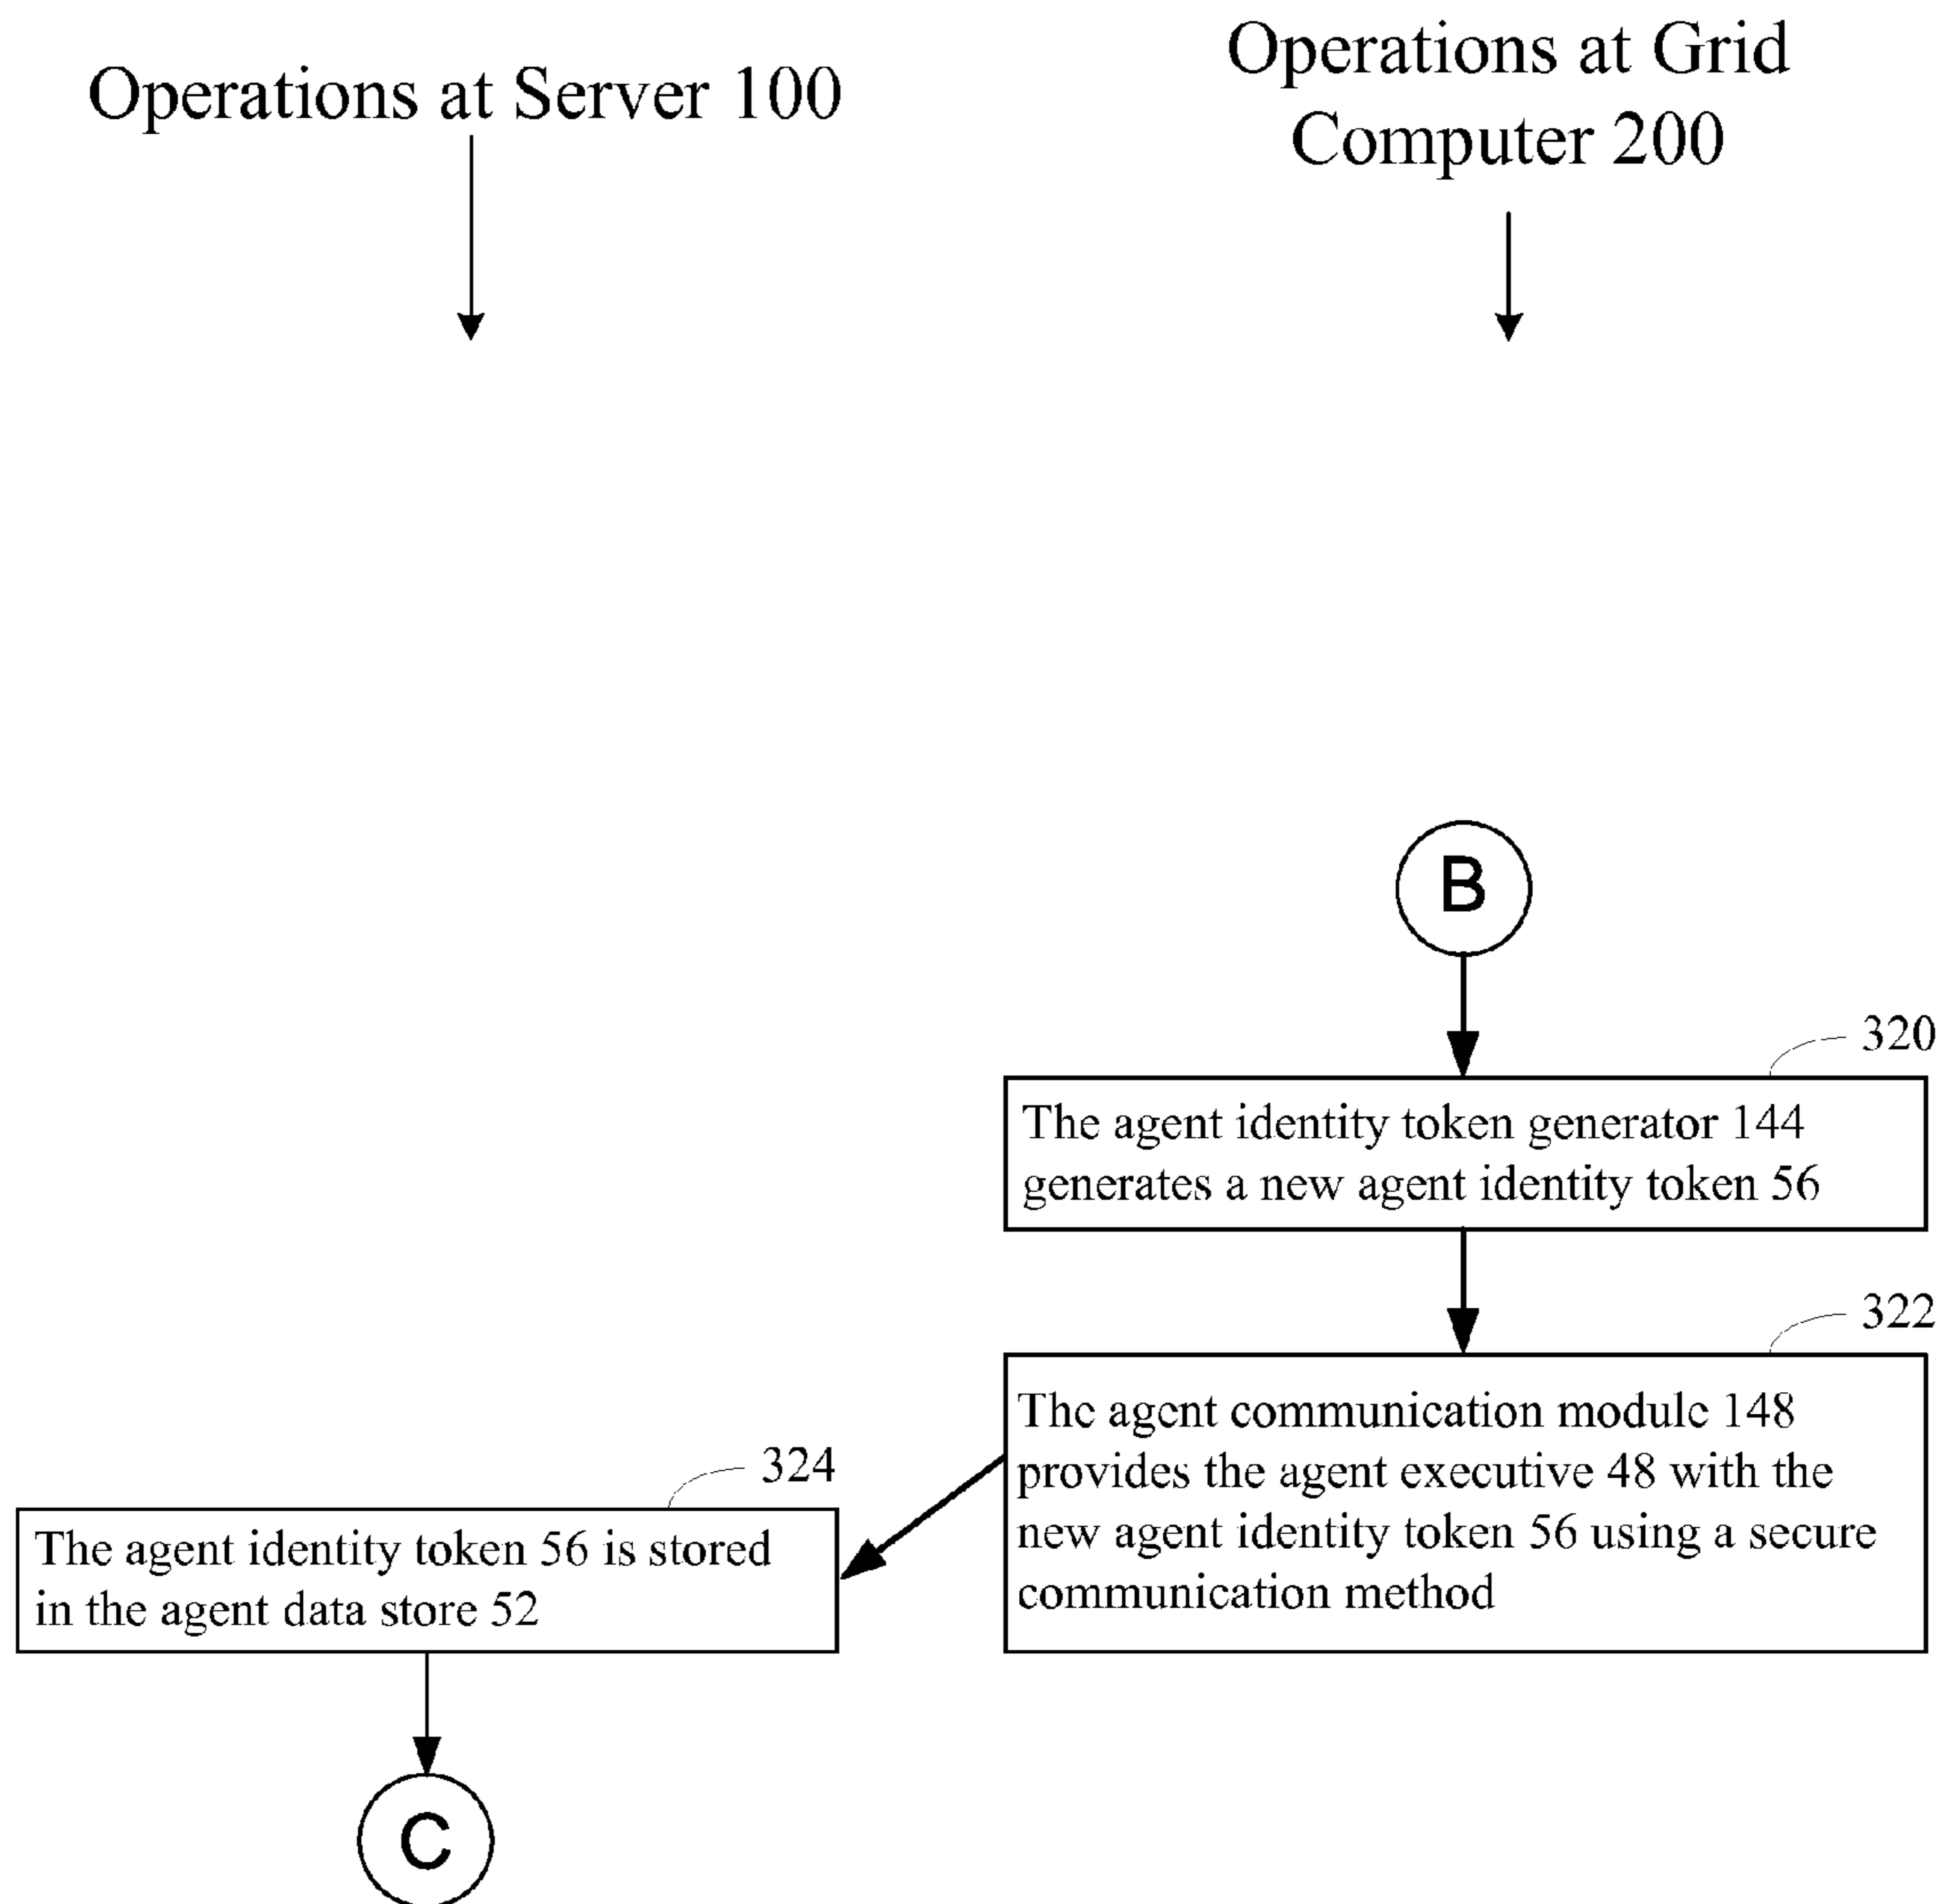 Operations at Server 100
Operations at Grid
Computer 200
B
320
The agent identity token generator 144
generates a new agent identity token 56
322
The agent communication module 148
provides the agent executive 48 with the
new agent identity token 56 using a secure
communication method
324
The agent identity token 56 is stored
in the agent data store 52
C